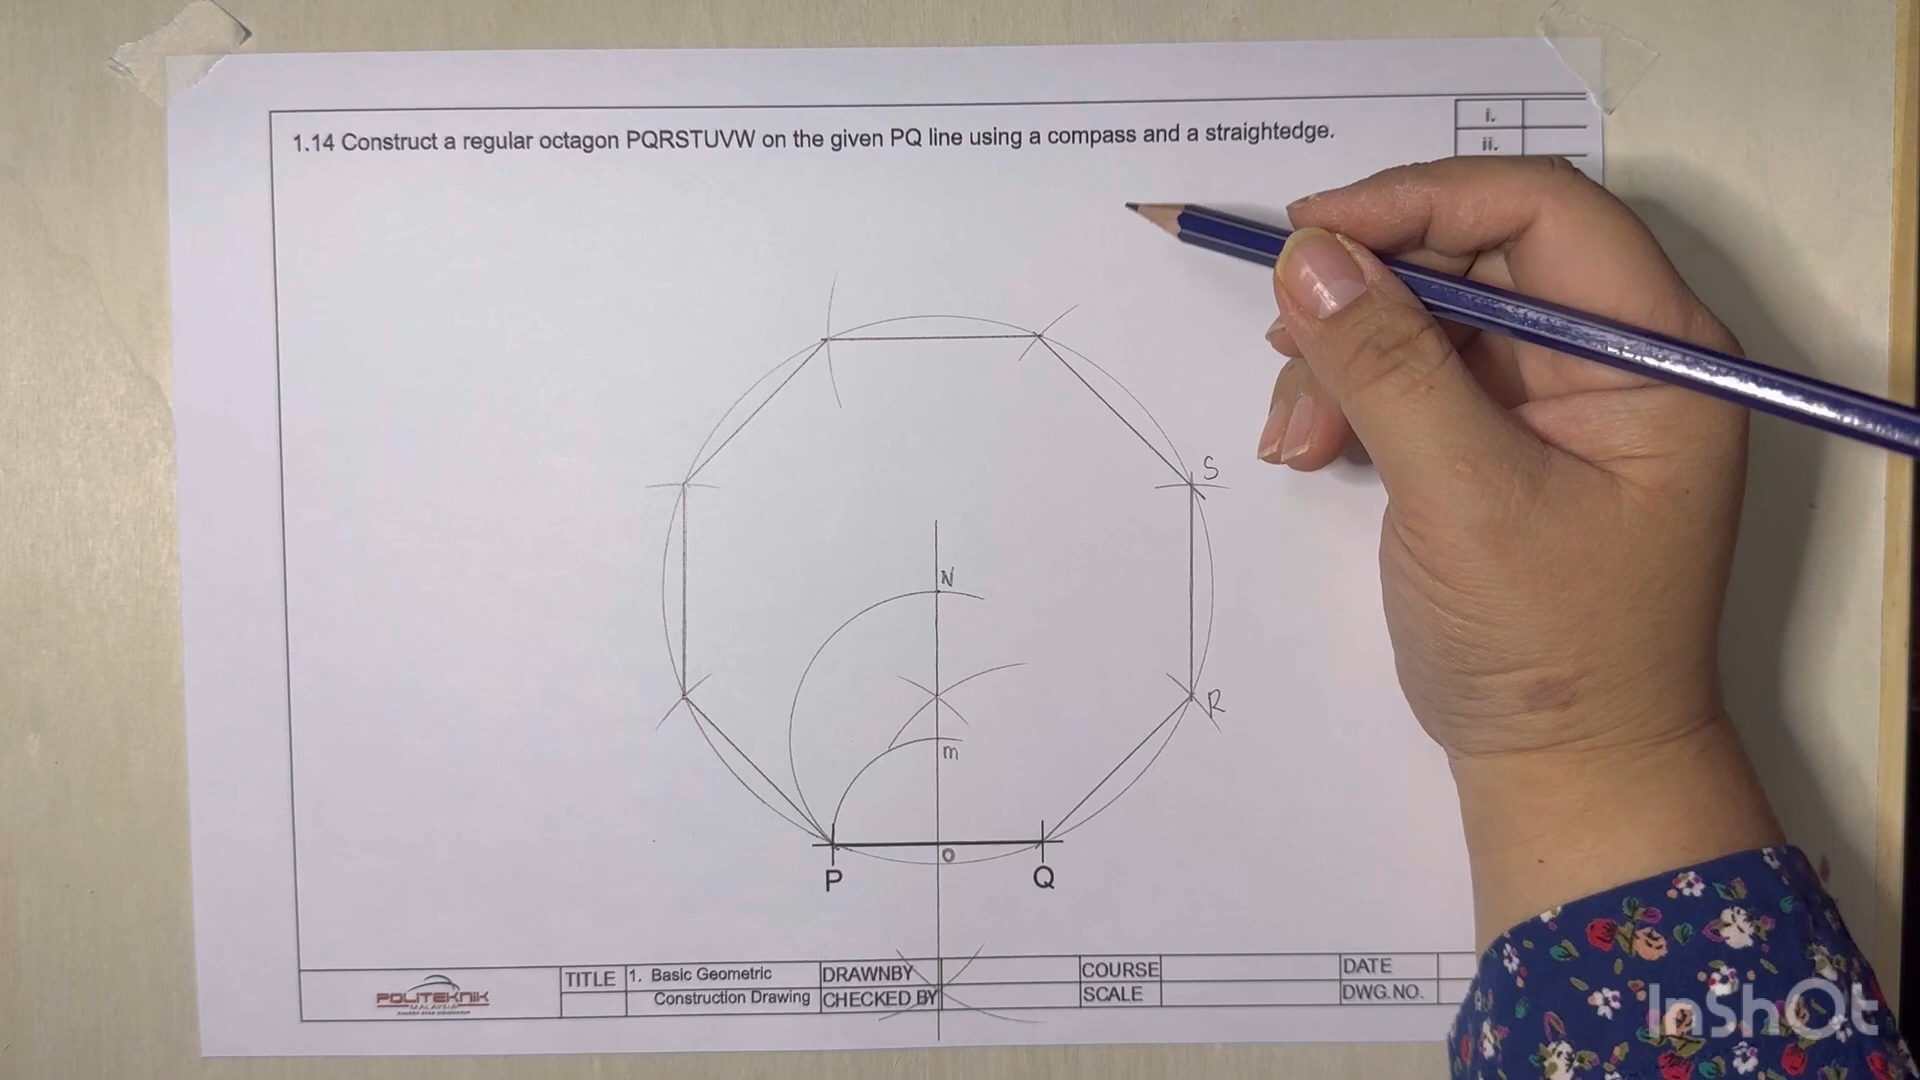 1.14 Construct a regular octagon PQRSTUVW on the given PQ line using a compass and a straightedge.
i.
ii.
S
N
R
m
O
P
Q
POLITEKNIK
MALAYSIA
TITLE
1. Basic Geometric
Construction Drawing
DRAWNBY
CHECKED BY
COURSE
SCALE
DATE
DWG.NO.
InShOt